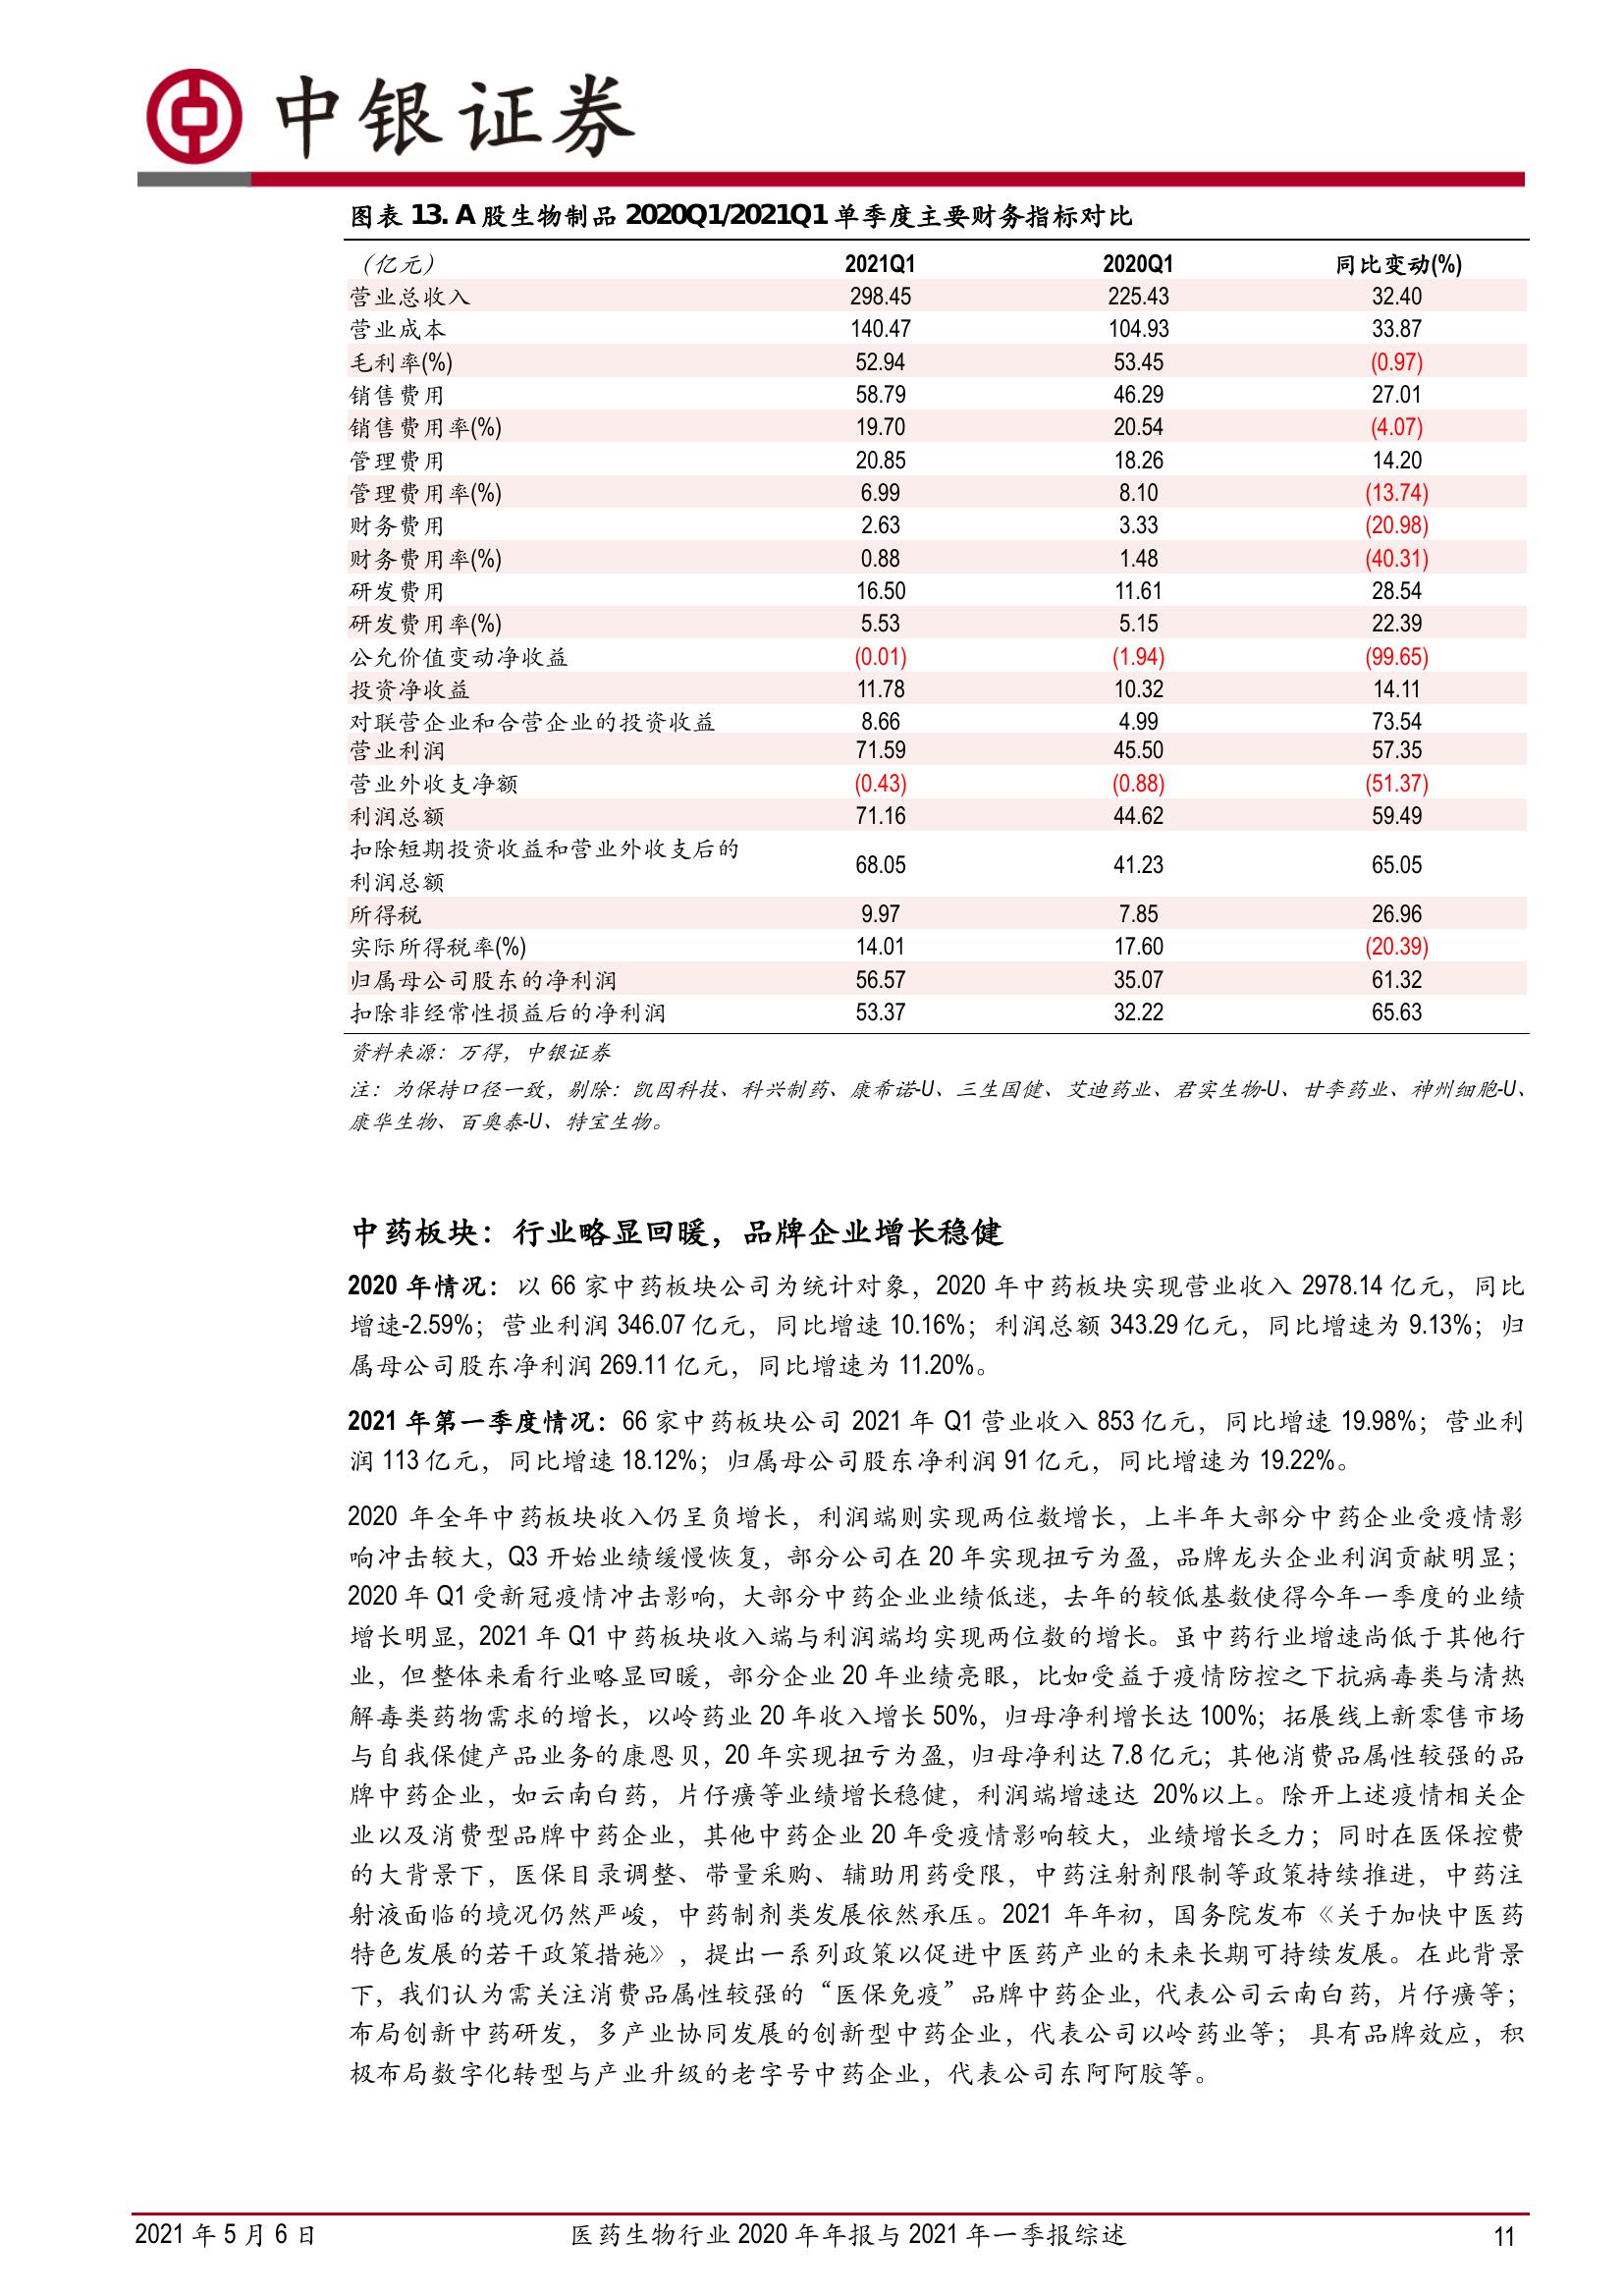 中银证券
图表 13. A 股生物制品 2020Q1/2021Q1 单季度主要财务指标对比
（亿元） 2021Q1 2020Q1 同比变动(%)
营业总收入 298.45 225.43 32.40
营业成本 140.47 104.93 33.87
毛利率(%) 52.94 53.45 (0.97)
销售费用 58.79 46.29 27.01
销售费用率(%) 19.70 20.54 (4.07)
管理费用 20.85 18.26 14.20
管理费用率(%) 6.99 8.10 (13.74)
财务费用 2.63 3.33 (20.98)
财务费用率(%) 0.88 1.48 (40.31)
研发费用 16.50 11.61 28.54
研发费用率(%) 5.53 5.15 22.39
公允价值变动净收益 (0.01) (1.94) (99.65)
投资净收益 11.78 10.32 14.11
对联营企业和合营企业的投资收益 8.66 4.99 73.54
营业利润 71.59 45.50 57.35
营业外收支净额 (0.43) (0.88) (51.37)
利润总额 71.16 44.62 59.49
扣除短期投资收益和营业外收支后的
利润总额 68.05 41.23 65.05
所得税 9.97 7.85 26.96
实际所得税率(%) 14.01 17.60 (20.39)
归属母公司股东的净利润 56.57 35.07 61.32
扣除非经常性损益后的净利润 53.37 32.22 65.63
资料来源：万得，中银证券
注：为保持口径一致，剔除：凯因科技、科兴制药、康希诺-U、三生国健、艾迪药业、君实生物-U、甘李药业、神州细胞-U、
康华生物、百奥泰-U、特宝生物。
中药板块：行业略显回暖，品牌企业增长稳健
2020 年情况：以 66 家中药板块公司为统计对象，2020 年中药板块实现营业收入 2978.14 亿元，同比
增速-2.59%；营业利润 346.07 亿元，同比增速 10.16%；利润总额 343.29 亿元，同比增速为 9.13%；归
属母公司股东净利润 269.11 亿元，同比增速为 11.20%。
2021 年第一季度情况：66 家中药板块公司 2021 年 Q1 营业收入 853 亿元，同比增速 19.98%；营业利
润 113 亿元，同比增速 18.12%；归属母公司股东净利润 91 亿元，同比增速为 19.22%。
2020 年全年中药板块收入仍呈负增长，利润端则实现两位数增长，上半年大部分中药企业受疫情影
响冲击较大，Q3 开始业绩缓慢恢复，部分公司在 20 年实现扭亏为盈，品牌龙头企业利润贡献明显；
2020 年 Q1 受新冠疫情冲击影响，大部分中药企业业绩低迷，去年的较低基数使得今年一季度的业绩
增长明显，2021 年 Q1 中药板块收入端与利润端均实现两位数的增长。虽中药行业增速尚低于其他行
业，但整体来看行业略显回暖，部分企业 20 年业绩亮眼，比如受益于疫情防控之下抗病毒类与清热
解毒类药物需求的增长，以岭药业 20 年收入增长 50%，归母净利增长达 100%；拓展线上新零售市场
与自我保健产品业务的康恩贝，20 年实现扭亏为盈，归母净利达 7.8 亿元；其他消费品属性较强的品
牌中药企业，如云南白药，片仔癀等业绩增长稳健，利润端增速达 20%以上。除开上述疫情相关企
业以及消费型品牌中药企业，其他中药企业 20 年受疫情影响较大，业绩增长乏力；同时在医保控费
的大背景下，医保目录调整、带量采购、辅助用药受限，中药注射剂限制等政策持续推进，中药注
射液面临的境况仍然严峻，中药制剂类发展依然承压。2021 年年初，国务院发布《关于加快中医药
特色发展的若干政策措施》，提出一系列政策以促进中医药产业的未来长期可持续发展。在此背景
下，我们认为需关注消费品属性较强的“医保免疫”品牌中药企业，代表公司云南白药，片仔癀等；
布局创新中药研发，多产业协同发展的创新型中药企业，代表公司以岭药业等； 具有品牌效应，积
极布局数字化转型与产业升级的老字号中药企业，代表公司东阿阿胶等。
2021 年 5 月 6 日 医药生物行业 2020 年年报与 2021 年一季报综述 11